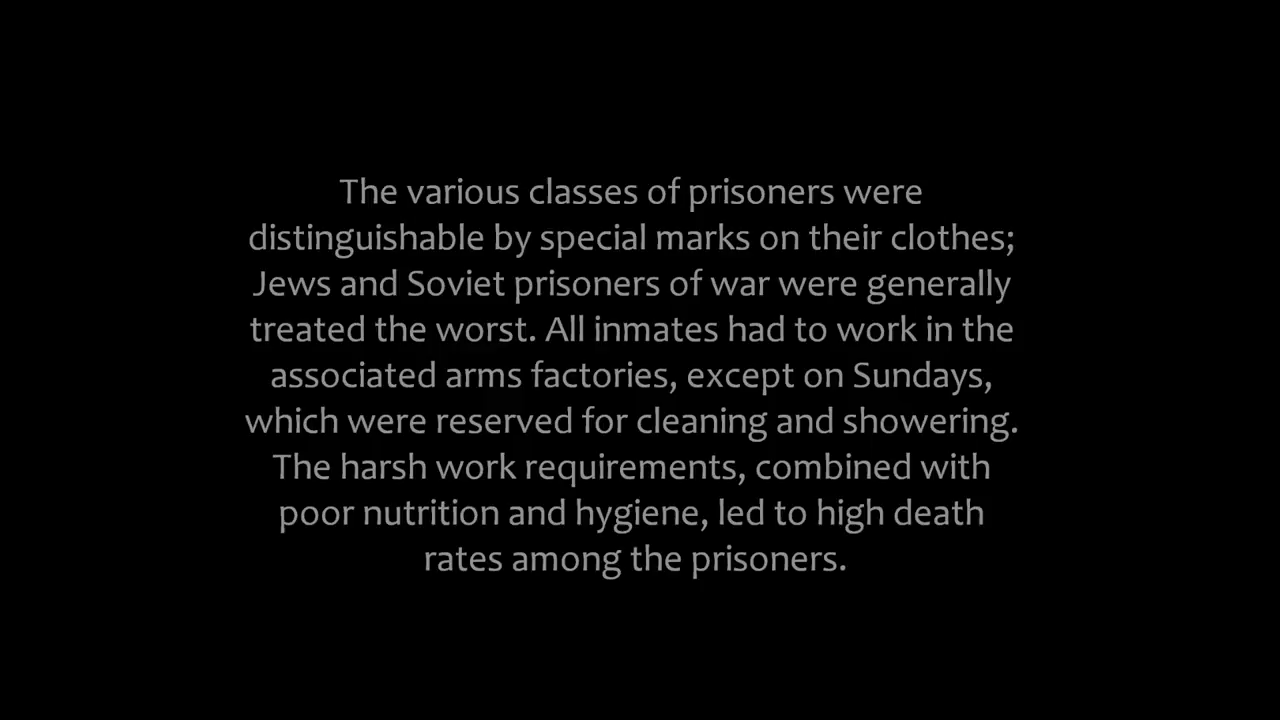 The various classes of prisoners were
distinguishable by special marks on their clothes;
Jews and Soviet prisoners of war were generally
treated the worst. All inmates had to work in the
associated arms factories, except on Sundays,
which were reserved for cleaning and showering.
The harsh work requirements, combined with
poor nutrition and hygiene, led to high death
rates among the prisoners.